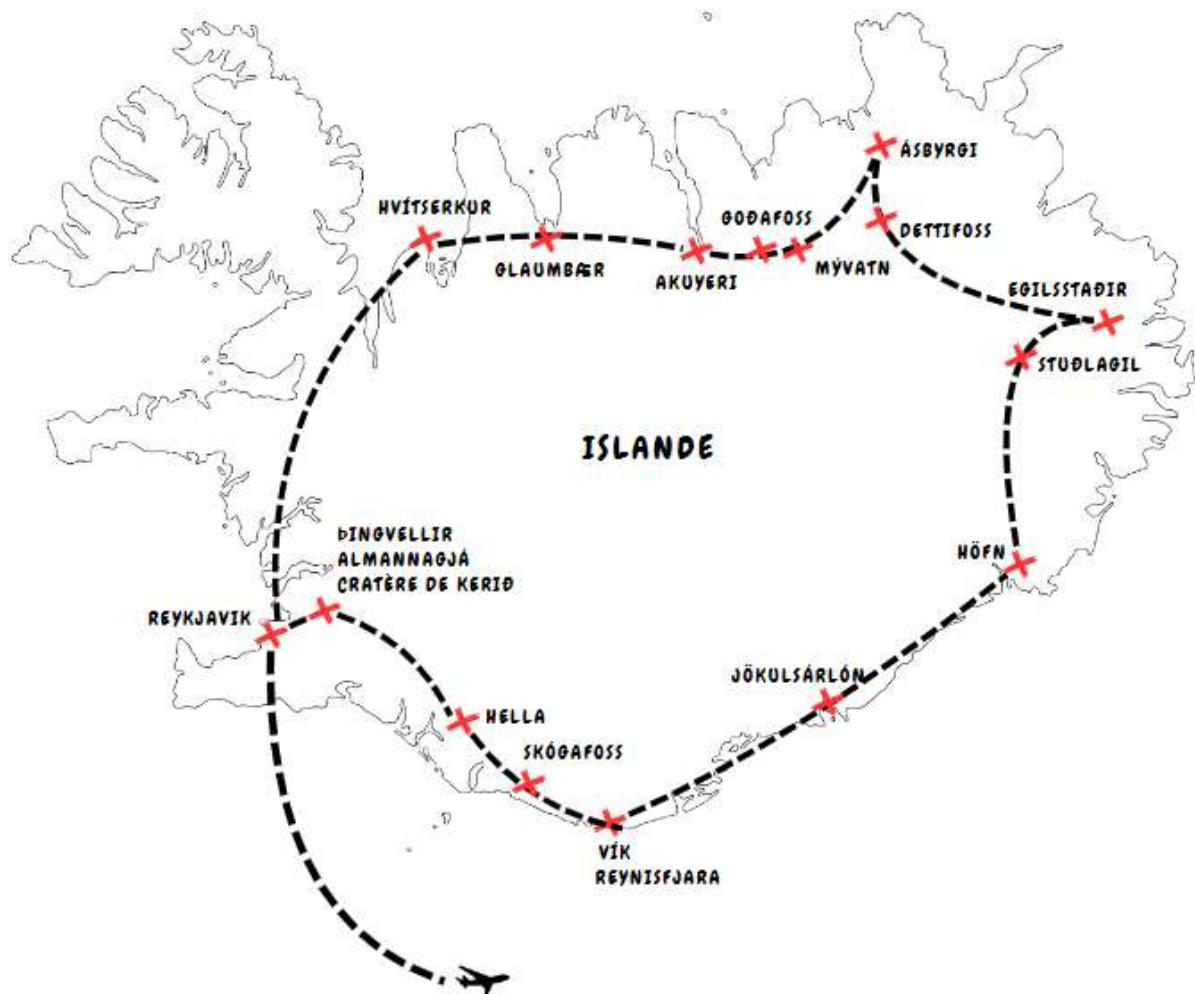 ÁSBYRGI
HVÍTSERKUR
GOÐAFOSS
DETTIFOSS
GLAUMBÆR
AKUYERI
MÝVATN
EGILSSTAÐIR
STUÐLAGIL
ISLANDE
ÞINGVELLIR
ALMANNAGJÁ
CRATÈRE DE KERIÐ
HÖFN
REYKJAVIK
JÖKULSÁRLÓN
HELLA
SKÓGAFOSS
VÍK
REYNISFJARA